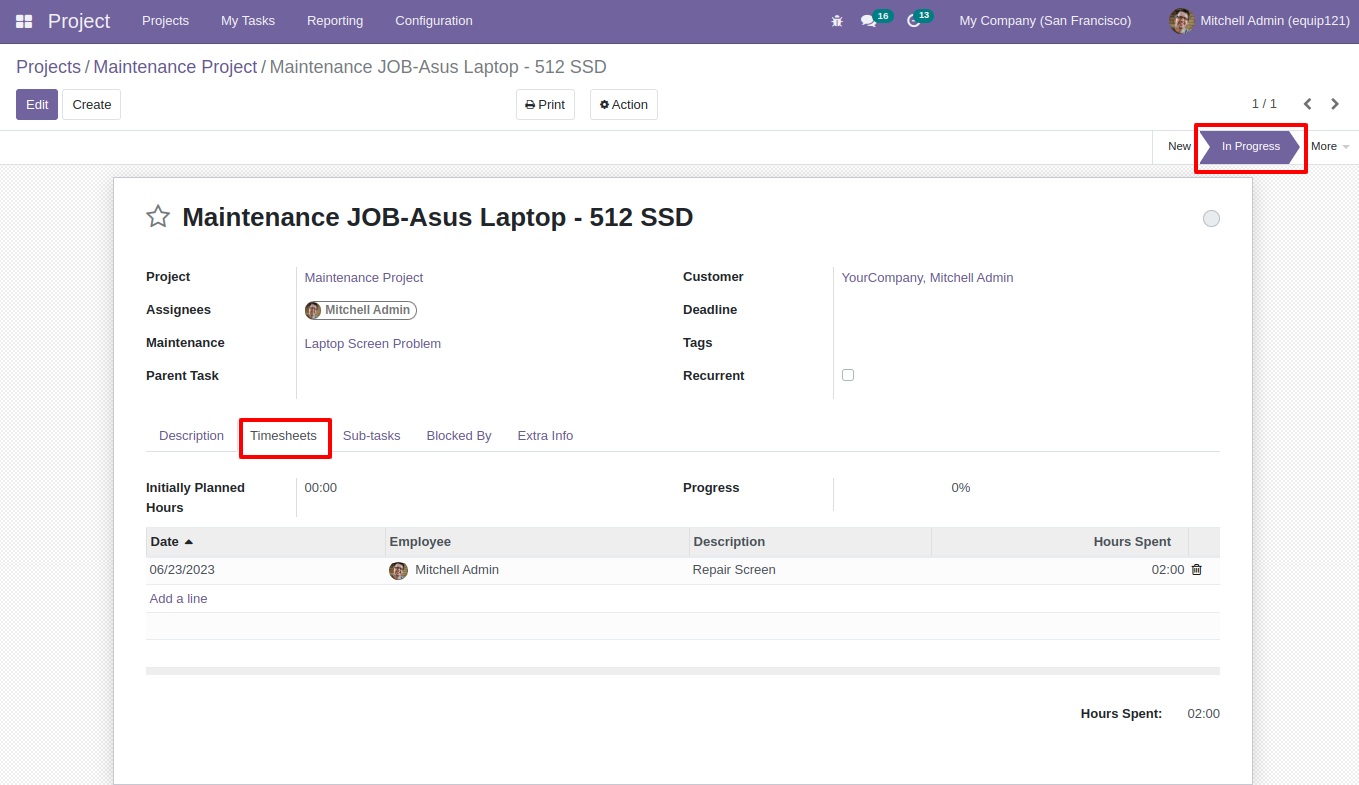 Project Projects My Tasks Reporting Configuration 16 13 My Company (San Francisco) Mitchell Admin (equip121)
Projects / Maintenance Project / Maintenance JOB-Asus Laptop - 512 SSD
Edit Create Print Action 1 / 1
New In Progress More
Maintenance JOB-Asus Laptop - 512 SSD
Project Maintenance Project Customer YourCompany, Mitchell Admin
Assignees Mitchell Admin Deadline
Maintenance Laptop Screen Problem Tags
Parent Task Recurrent
Description Timesheets Sub-tasks Blocked By Extra Info
Initially Planned Hours 00:00 Progress 0%
Date Employee Description Hours Spent
06/23/2023 Mitchell Admin Repair Screen 02:00
Add a line
Hours Spent: 02:00